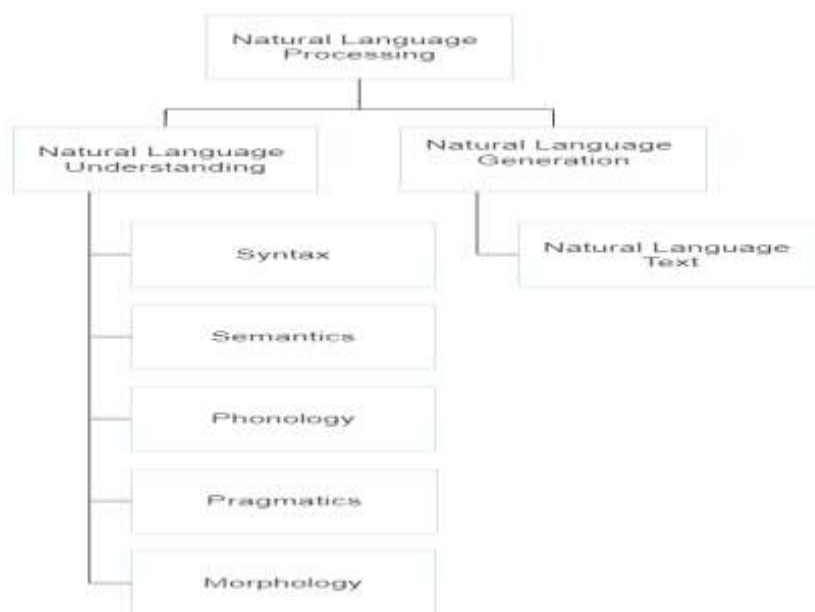 Natural Language
Processing
Natural Language
Understanding
Natural Language
Generation
Syntax
Natural Language
Text
Semantics
Phonology
Pragmatics
Morphology